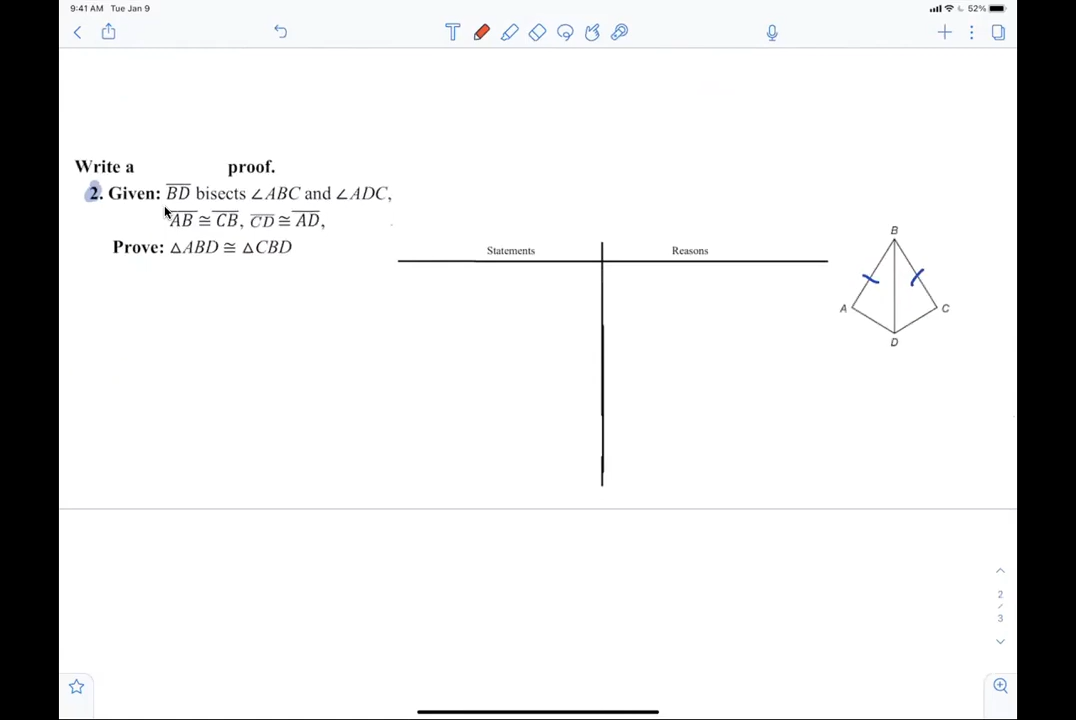 9:41 AM Tue Jan 9
52%
T
Write a proof.
2. Given: BD bisects ∠ABC and ∠ADC,
AB ≅ CB, CD ≅ AD,
Prove: △ABD ≅ △CBD
Statements Reasons
B
A C
D
2
/
3